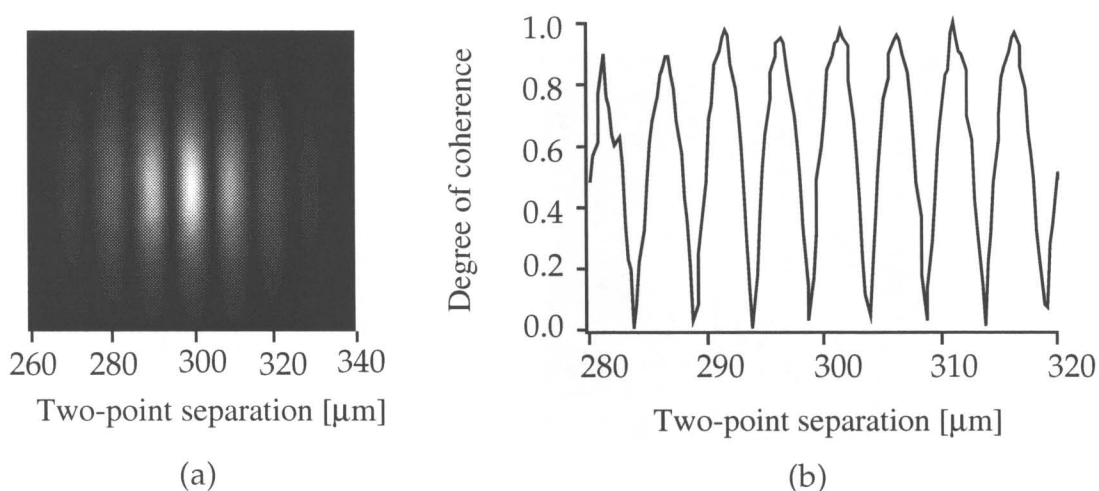 260 280 300 320 340
Two-point separation [μm]
(a)
Degree of coherence
1.0
0.8
0.6
0.4
0.2
0.0
280 290 300 310 320
Two-point separation [μm]
(b)